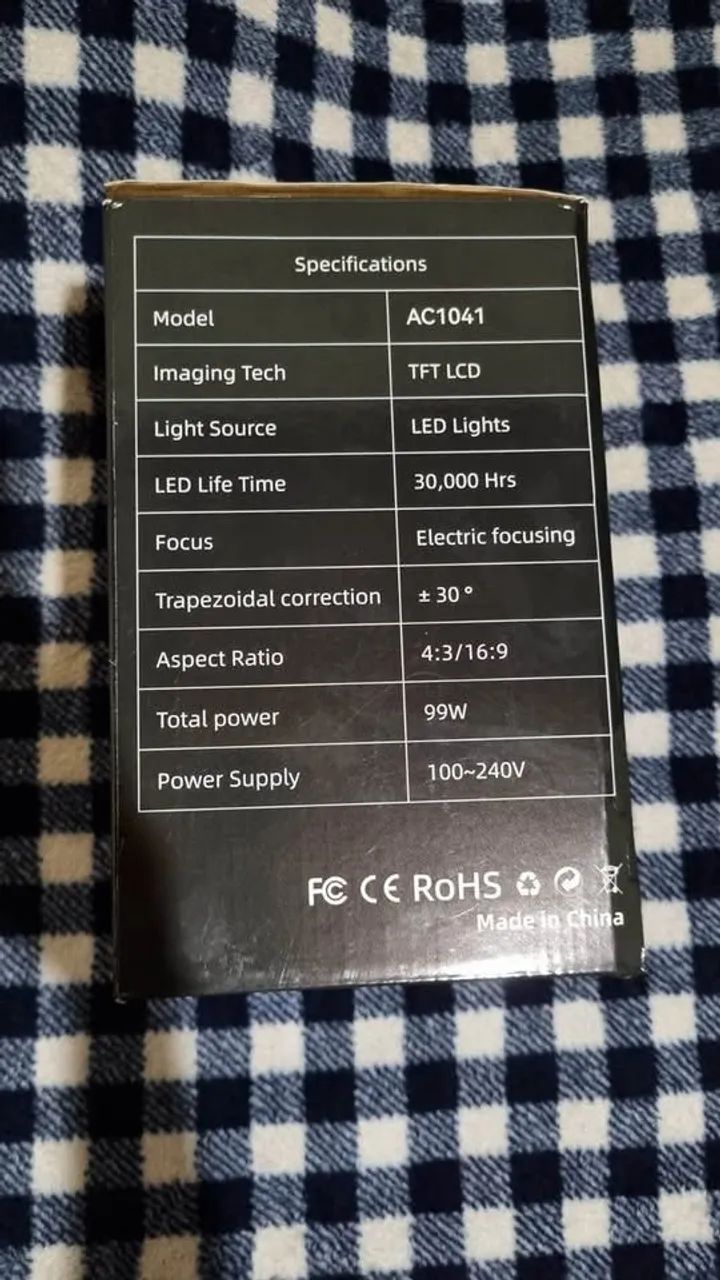 Specifications
Model AC1041
Imaging Tech TFT LCD
Light Source LED Lights
LED Life Time 30,000 Hrs
Focus Electric focusing
Trapezoidal correction ± 30 °
Aspect Ratio 4:3/16:9
Total power 99W
Power Supply 100~240V
FC CE RoHS
Made in China